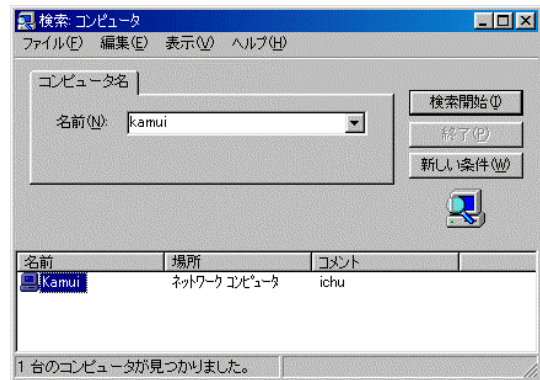 検索: コンピュータ
ファイル(F) 編集(E) 表示(V) ヘルプ(H)
コンピュータ名
名前(N): kamui
検索開始(I)
終了(P)
新しい条件(W)
名前 場所 コメント
Kamui ネットワーク コンピュータ ichu
1 台のコンピュータが見つかりました。